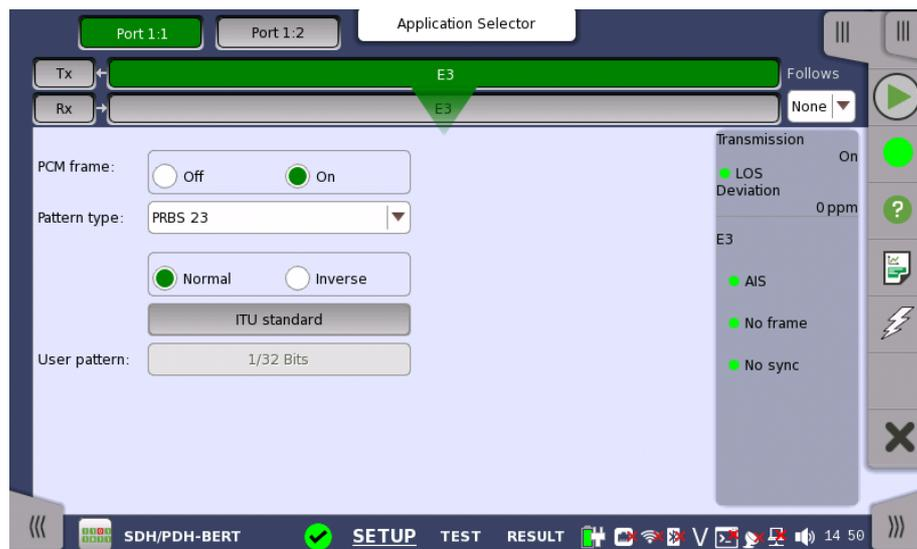 Application Selector
Port 1:1 Port 1:2
Tx E3 Follows
Rx E3 None
PCM frame: Off On
Pattern type: PRBS 23
Normal Inverse
ITU standard
User pattern: 1/32 Bits
Transmission
On
LOS
Deviation
0 ppm
E3
AIS
No frame
No sync
?
SDH/PDH-BERT SETUP TEST RESULT V 14 50